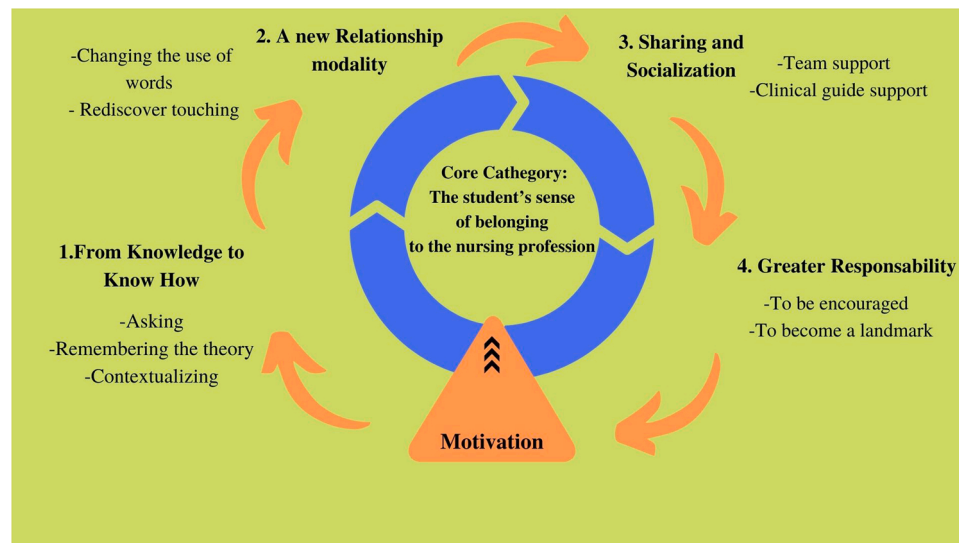 2. A new Relationship
modality
-Changing the use of
words
- Rediscover touching
3. Sharing and
Socialization
-Team support
-Clinical guide support
Core Cathegory:
The student's sense
of belonging
to the nursing profession
1.From Knowledge to
Know How
-Asking
-Remembering the theory
-Contextualizing
4. Greater Responsability
-To be encouraged
-To become a landmark
Motivation